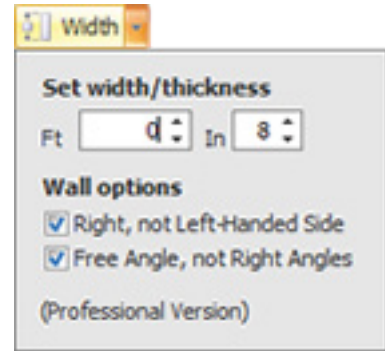 Width
Set width/thickness
Ft 0 In 8
Wall options
Right, not Left-Handed Side
Free Angle, not Right Angles
(Professional Version)